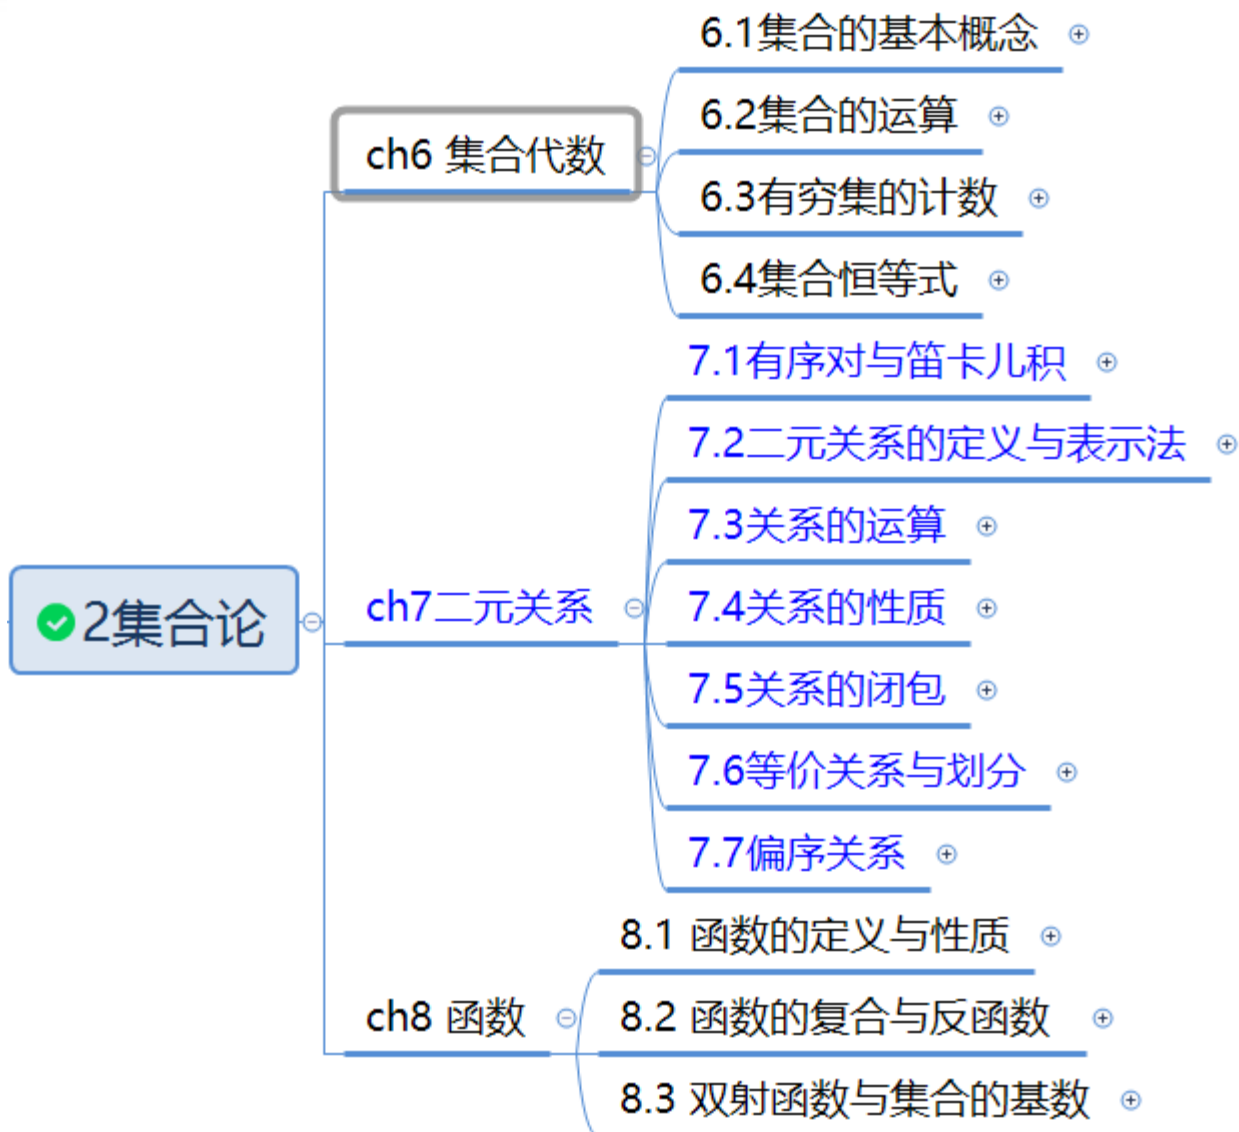 6.1集合的基本概念
6.2集合的运算
ch6 集合代数
6.3有穷集的计数
6.4集合恒等式
7.1有序对与笛卡儿积
7.2二元关系的定义与表示法
7.3关系的运算
2集合论
ch7二元关系
7.4关系的性质
7.5关系的闭包
7.6等价关系与划分
7.7偏序关系
8.1 函数的定义与性质
ch8 函数
8.2 函数的复合与反函数
8.3 双射函数与集合的基数